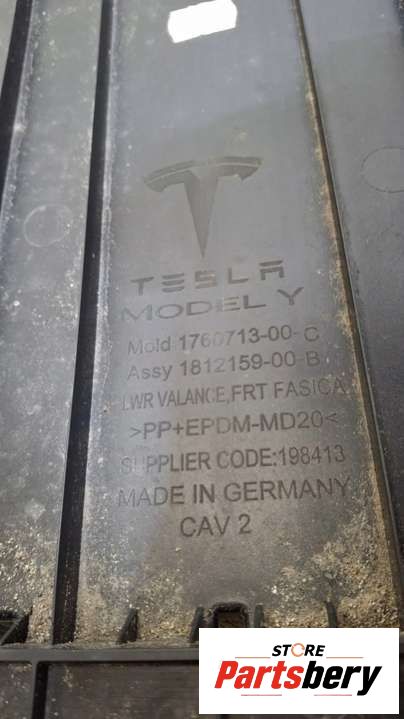 TESLA
MODEL Y
Mold 1760713-00-C
Assy 1812159-00-B
LWR VALANCE,FRT FASICA
>PP+EPDM-MD20<
SUPPLIER CODE:198413
MADE IN GERMANY
CAV 2
STORE
Partsbery